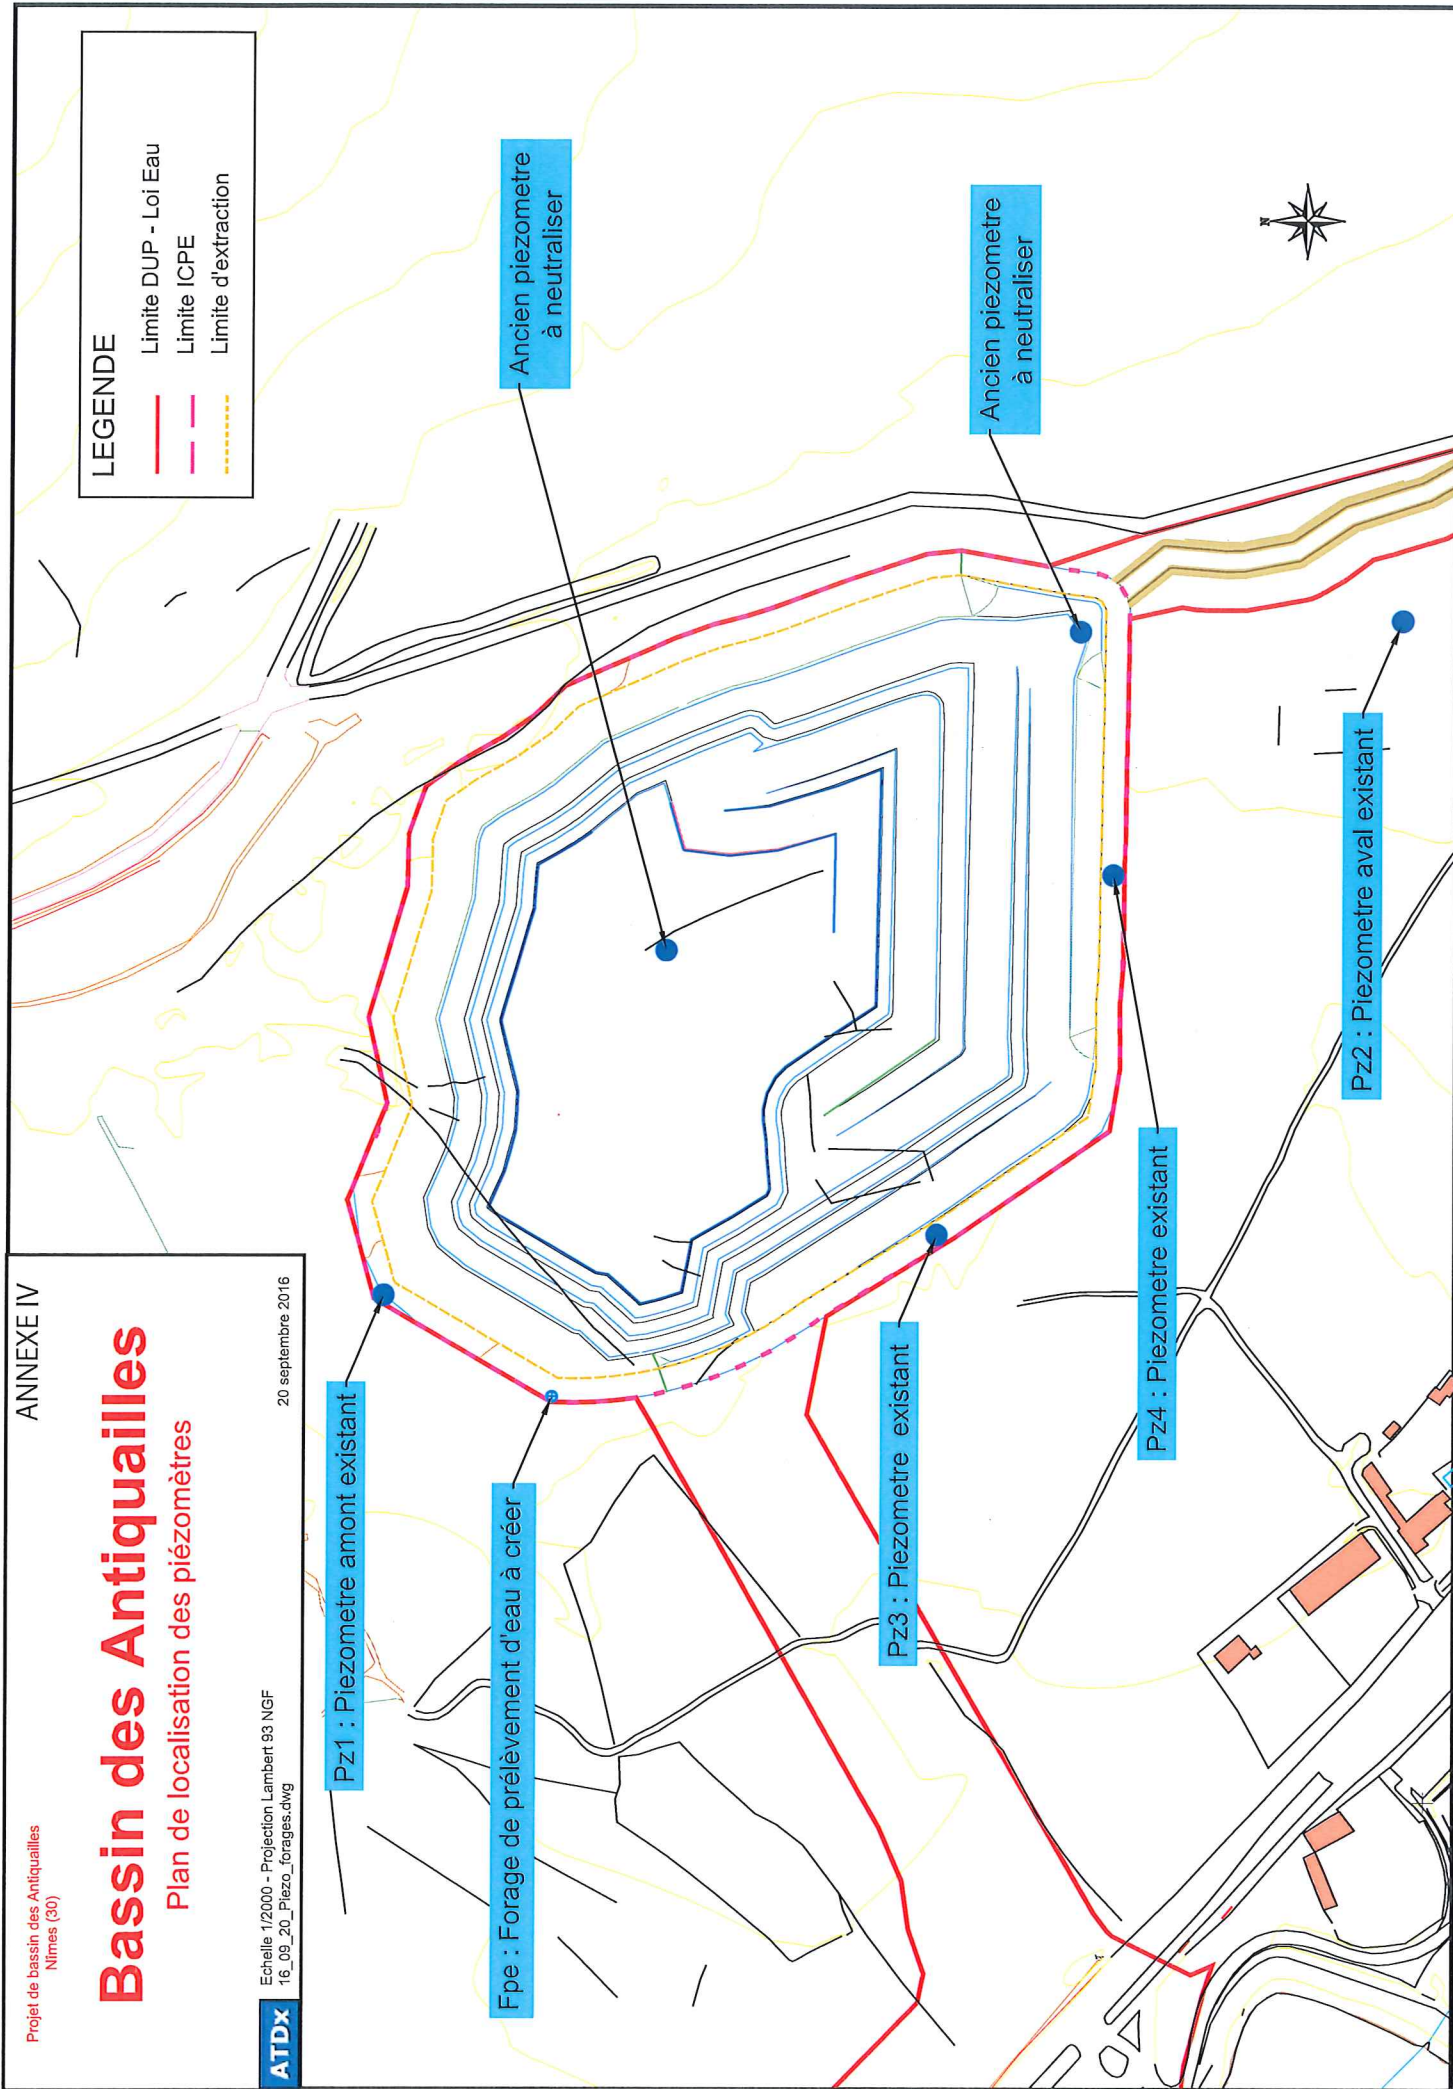 Projet de bassin des Antiquailles
Nîmes (30)
ANNEXE IV
Bassin des Antiquailles
Plan de localisation des piézomètres
ATDx
Echelle 1/2000 - Projection Lambert 93 NGF
16_09_20_Piezo_forages.dwg
20 septembre 2016
LEGENDE
Limite DUP - Loi Eau
Limite ICPE
Limite d'extraction
Pz1 : Piezometre amont existant
Fpe : Forage de prélèvement d'eau à créer
Ancien piezometre
à neutraliser
Pz3 : Piezometre existant
Ancien piezometre
à neutraliser
Pz4 : Piezometre existant
Pz2 : Piezometre aval existant
N